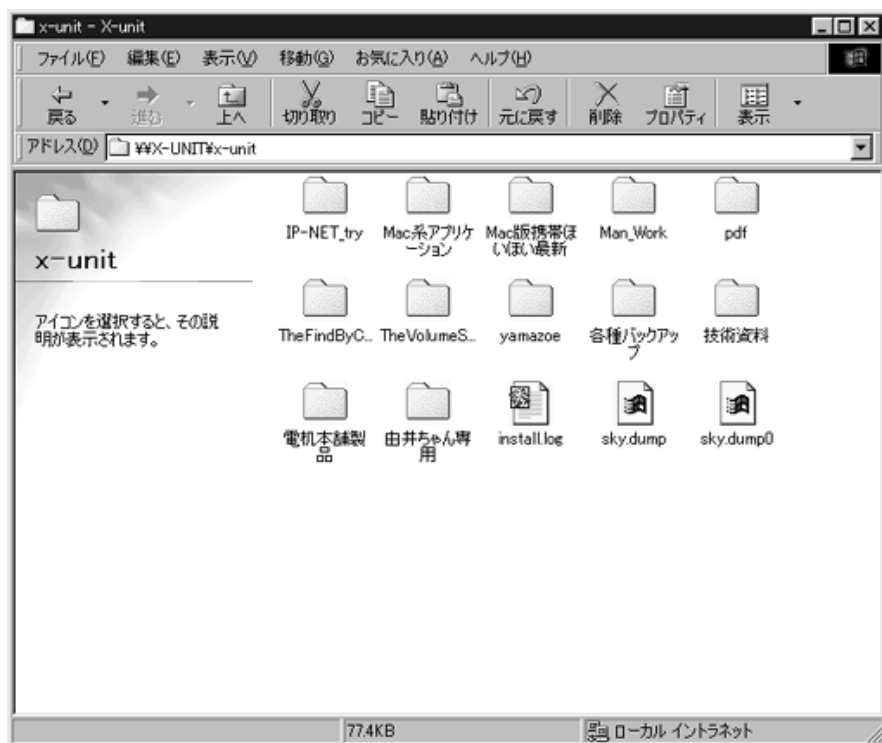 x-unit - X-unit
ファイル(F) 編集(E) 表示(V) 移動(G) お気に入り(A) ヘルプ(H)
戻る 進む 上へ 切り取り コピー 貼り付け 元に戻す 削除 プロパティ 表示
アドレス(D) ¥¥X-UNIT¥x-unit
x-unit
アイコンを選択すると、その説
明が表示されます。
IP-NET_try
Mac系アプリケ
ーション
Mac版携帯ほ
いほい最新
Man_Work
pdf
TheFindByC...
TheVolumeS...
yamazoe
各種バックアッ
プ
技術資料
電机本舗製
品
由井ちゃん専
用
install.log
sky.dump
sky.dump0
77.4KB
ローカル イントラネット